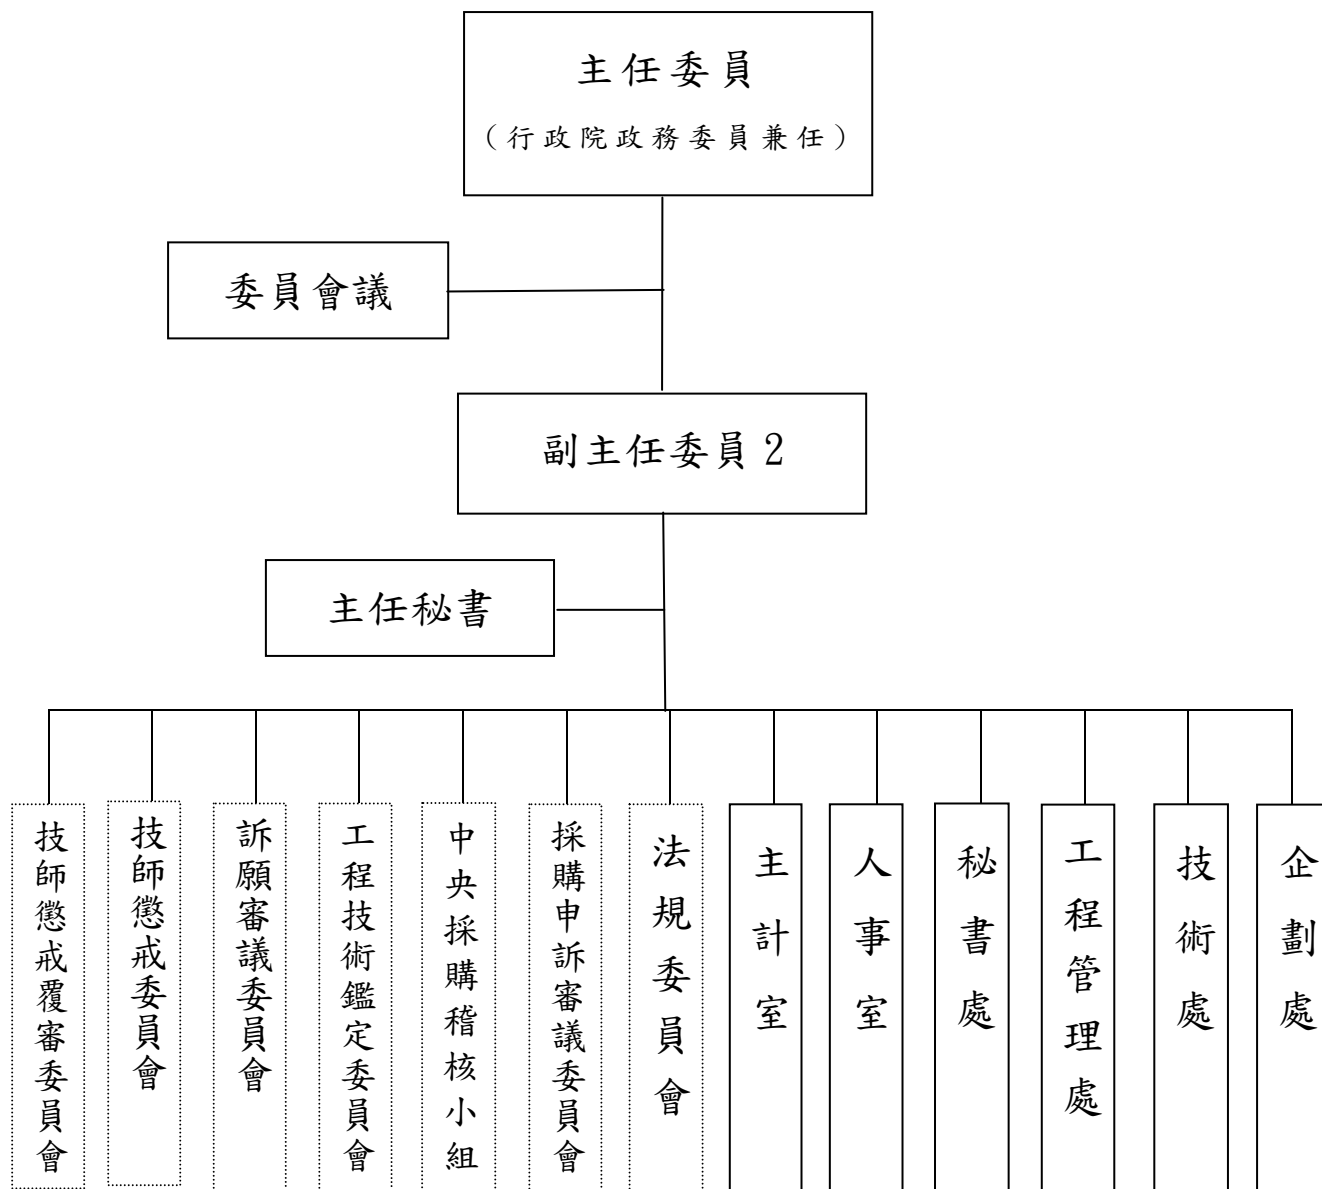 主任委員
（行政院政務委員兼任）
委員會議
副主任委員2
主任秘書
技師懲戒覆審委員會
技師懲戒委員會
訴願審議委員會
工程技術鑑定委員會
中央採購稽核小組
採購申訴審議委員會
法規委員會
主計室
人事室
秘書處
工程管理處
技術處
企劃處